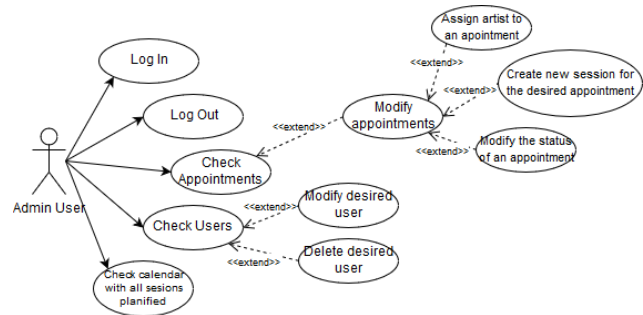 Assign artist to
an apointment
Log In
<<extend>>
<<extend>>
Create new session for
the desired appointment
Log Out
Modify
appointments
<<extend>>
<<extend>>
Modify the status
of an appointment
Check
Appointments
Admin User
Modify desired
user
<<extend>>
Check Users
Delete desired
user
<<extend>>
Check calendar
with all sesions
planified